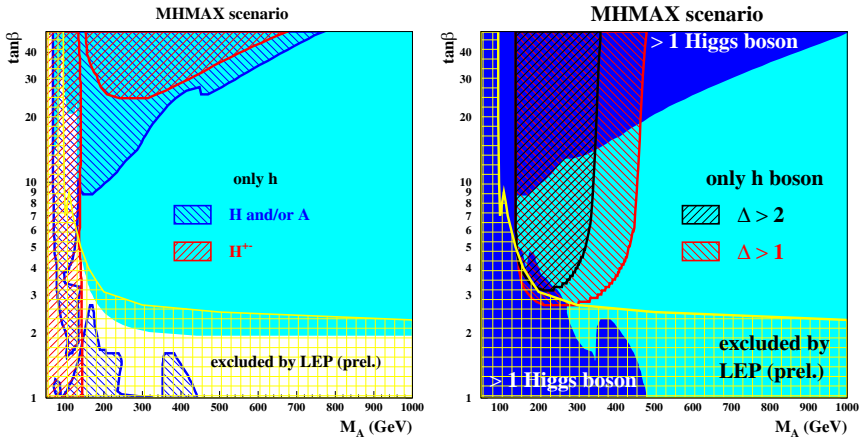 MHMAX scenario
tanβ
40
30
20
10
9
8
7
6
5
4
3
2
1
only h
H and/or A
H+-
excluded by LEP (prel.)
100 200 300 400 500 600 700 800 900 1000
M_A (GeV)
MHMAX scenario
tanβ
40
30
20
10
9
8
7
6
5
4
3
2
1
> 1 Higgs boson
only h boson
Δ > 2
Δ > 1
excluded by
LEP (prel.)
> 1 Higgs boson
100 200 300 400 500 600 700 800 900 1000
M_A (GeV)